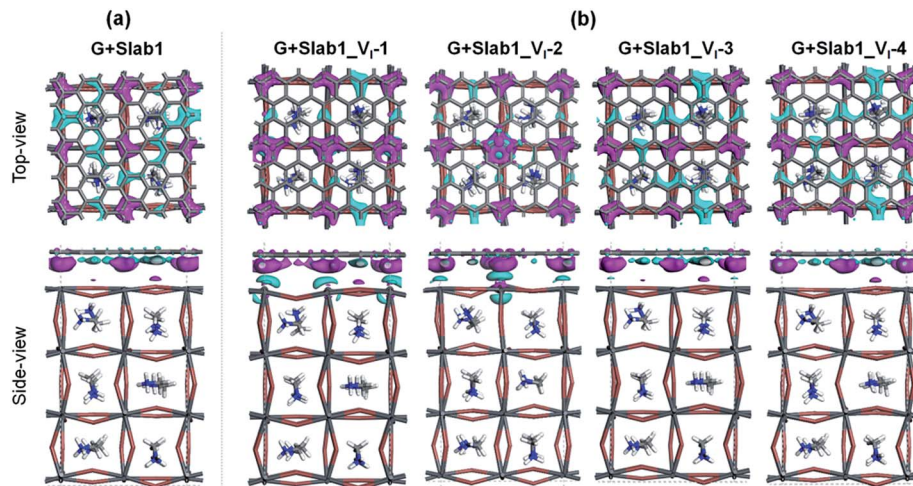 (a)
(b)
G+Slab1
G+Slab1_VI-1
G+Slab1_VI-2
G+Slab1_VI-3
G+Slab1_VI-4
Top-view
Side-view